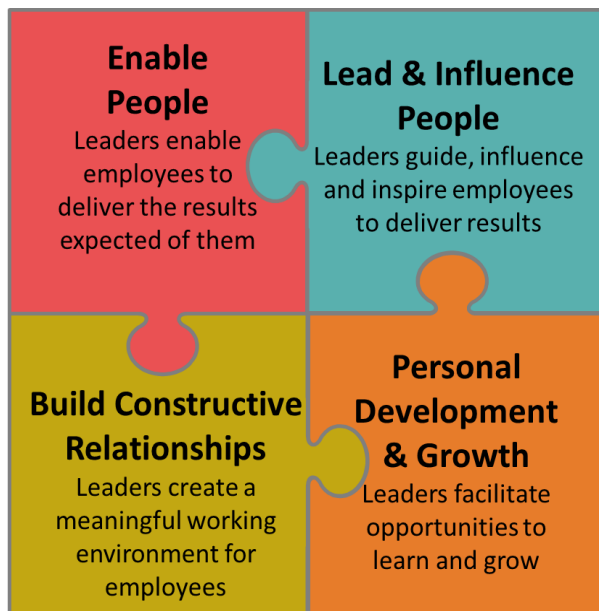 Enable
People
Leaders enable
employees to
deliver the results
expected of them
Lead & Influence
People
Leaders guide, influence
and inspire employees
to deliver results
Build Constructive
Relationships
Leaders create a
meaningful working
environment for
employees
Personal
Development
& Growth
Leaders facilitate
opportunities to
learn and grow